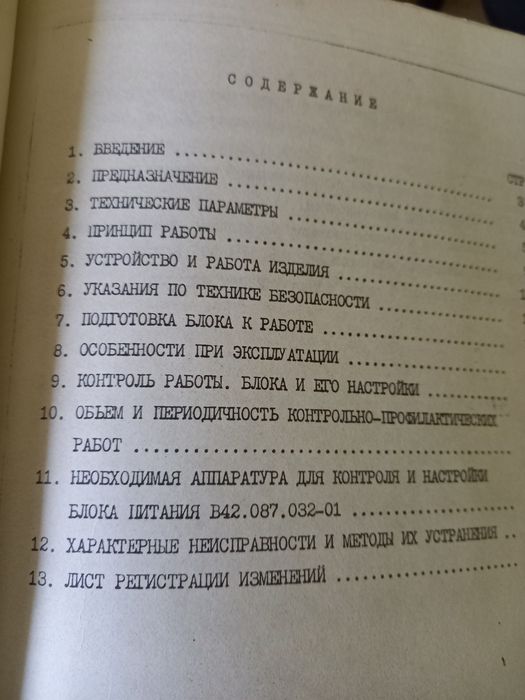 СОДЕРЖАНИЕ
СТР
1. ВВЕДЕНИЕ ........................... 3
2. ПРЕДНАЗНАЧЕНИЕ ........................... 4
3. ТЕХНИЧЕСКИЕ ПАРАМЕТРЫ ...........................
4. ПРИНЦИП РАБОТЫ ...........................
5. УСТРОЙСТВО И РАБОТА ИЗДЕЛИЯ ...........................
6. УКАЗАНИЯ ПО ТЕХНИКЕ БЕЗОПАСНОСТИ ...........................
7. ПОДГОТОВКА БЛОКА К РАБОТЕ ...........................
8. ОСОБЕННОСТИ ПРИ ЭКСПЛУАТАЦИИ ...........................
9. КОНТРОЛЬ РАБОТЫ. БЛОКА И ЕГО НАСТРОЙКИ ............
10. ОБЬЕМ И ПЕРИОДИЧНОСТЬ КОНТРОЛЬНО-ПРОФИЛАКТИЧЕСКИХ
РАБОТ ...........................
11. НЕОБХОДИМАЯ АППАРАТУРА ДЛЯ КОНТРОЛЯ И НАСТРОЙКИ
БЛОКА ПИТАНИЯ В42.087.032-01 ....................
12. ХАРАКТЕРНЫЕ НЕИСПРАВНОСТИ И МЕТОДЫ ИХ УСТРАНЕНИЯ ..
13. ЛИСТ РЕГИСТРАЦИИ ИЗМЕНЕНИЙ ....................